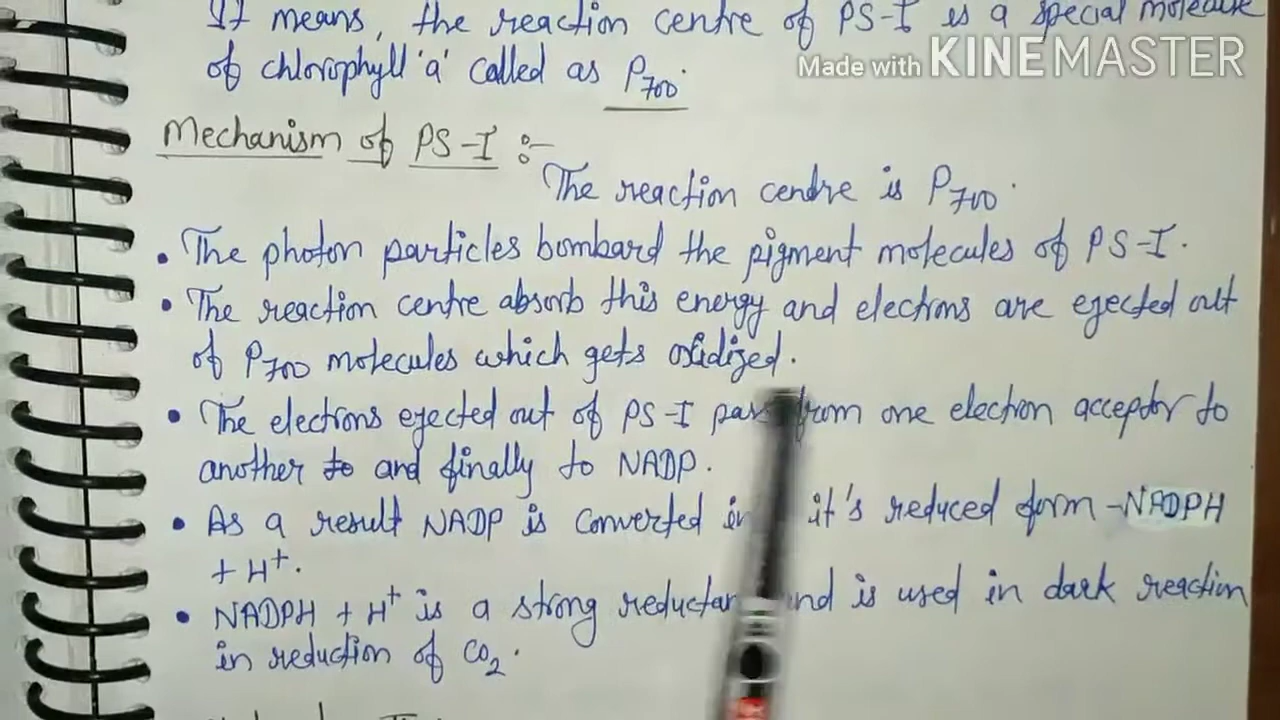 It means, the reaction centre of PS-I is a special molecule
of chlorophyll 'a' called as P700.
Made with KINEMASTER
Mechanism of PS-I :-
The reaction centre is P700.
• The photon particles bombard the pigment molecules of PS-I.
• The reaction centre absorb this energy and electrons are ejected out
of P700 molecules which gets oxidized.
• The electrons ejected out of PS-I from one electron acceptor to
another to and finally to NADP.
• As a result NADP is converted it's reduced form - NADPH
+ H+.
• NADPH + H+ is a strong and is used in dark reaction
in reduction of CO2.